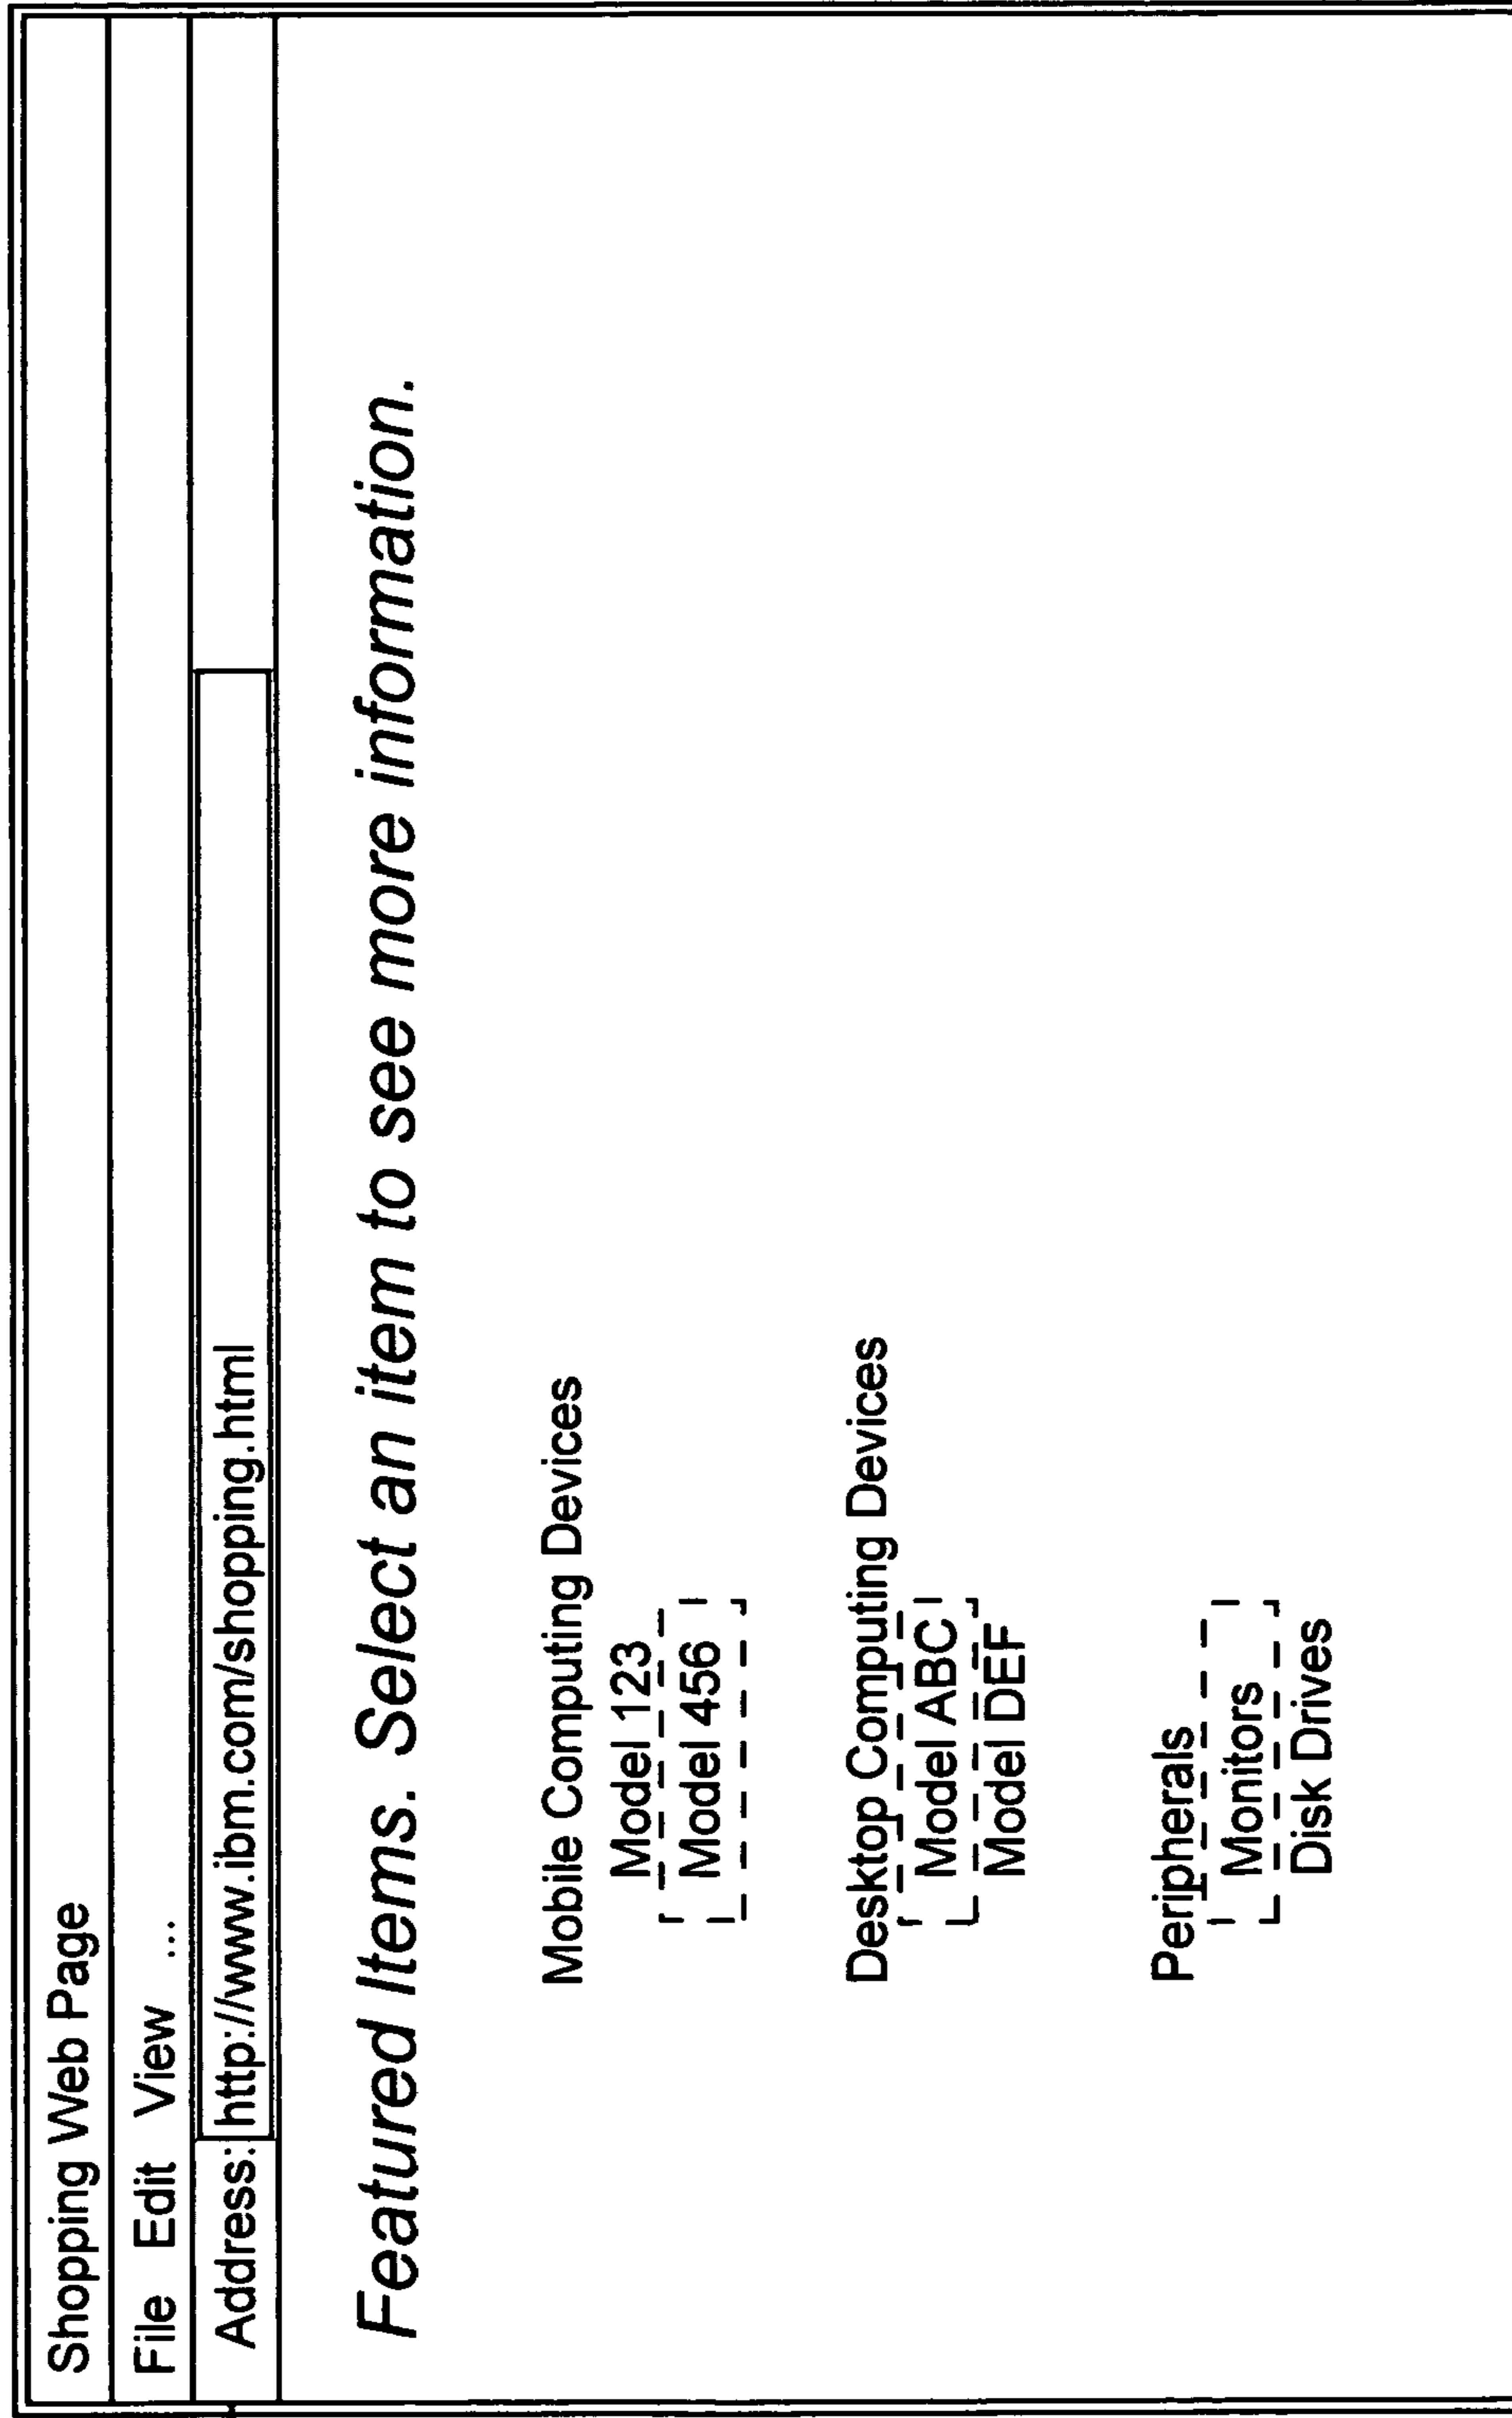 Shopping Web Page
File Edit View ...
Address: http://www.ibm.com/shopping.html
Featured Items. Select an item to see more information.
Mobile Computing Devices
Model 123
Model 456
Desktop Computing Devices
Model ABC
Model DEF
Peripherals
Monitors
Disk Drives